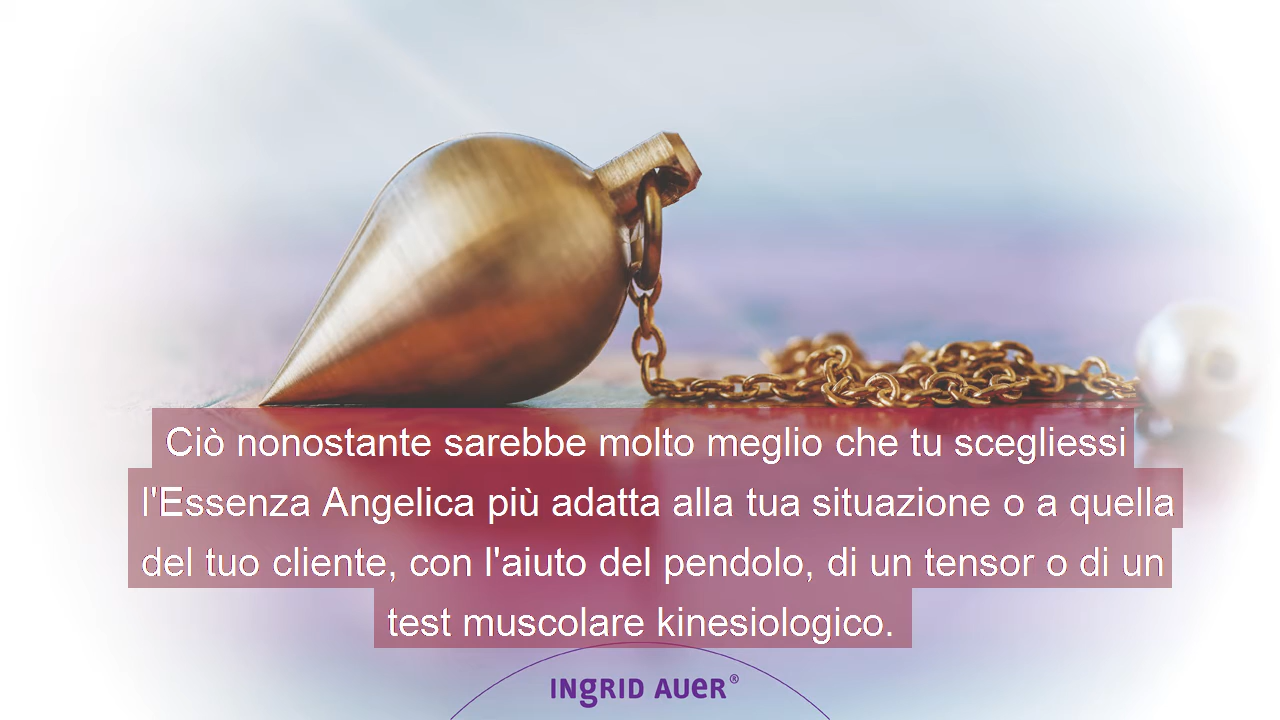 Ciò nonostante sarebbe molto meglio che tu scegliessi
l'Essenza Angelica più adatta alla tua situazione o a quella
del tuo cliente, con l'aiuto del pendolo, di un tensor o di un
test muscolare kinesiologico.
INGRID AUER®